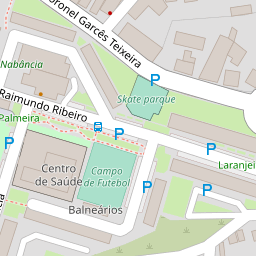 oronel Garcês Teixeira
Nabância
P
Skate parque
Raimundo Ribeiro
Palmeira
P
P
P
Laranjei
Centro
de Saúde
Campo
de Futebol
P
Balneários